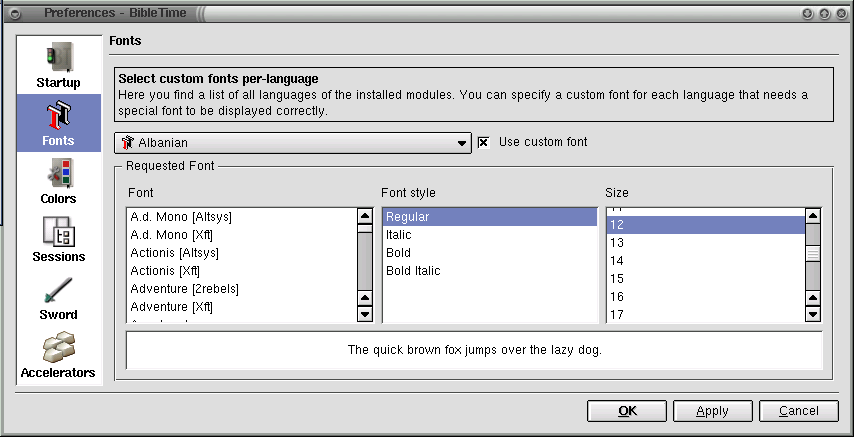 Preferences - BibleTime
Startup
Fonts
Colors
Sessions
Sword
Accelerators
Fonts
Select custom fonts per-language
Here you find a list of all languages of the installed modules. You can specify a custom font for each language that needs a
special font to be displayed correctly.
Albanian
Use custom font
Requested Font
Font
A.d. Mono [Altsys]
A.d. Mono [Xft]
Actionis [Altsys]
Actionis [Xft]
Adventure [2rebels]
Adventure [Xft]
Font style
Regular
Italic
Bold
Bold Italic
Size
12
13
14
15
16
17
The quick brown fox jumps over the lazy dog.
OK
Apply
Cancel